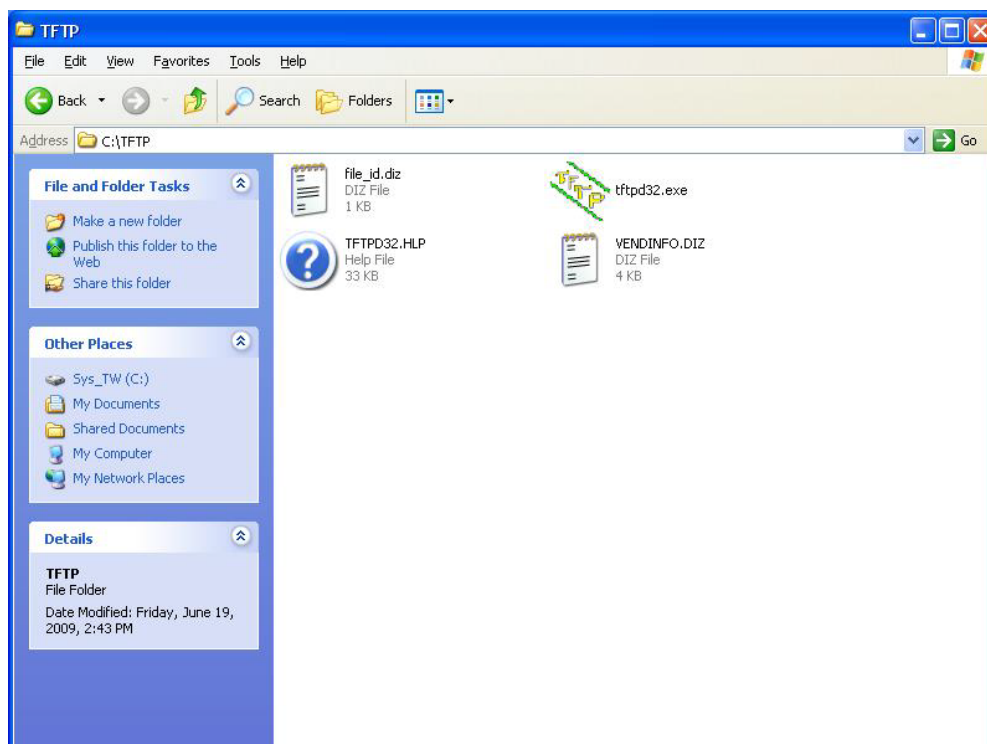 TFTP
File Edit View Favorites Tools Help
Back Search Folders
Address C:\TFTP Go
File and Folder Tasks
Make a new folder
Publish this folder to the
Web
Share this folder
Other Places
Sys_TW (C:)
My Documents
Shared Documents
My Computer
My Network Places
Details
TFTP
File Folder
Date Modified: Friday, June 19,
2009, 2:43 PM
file_id.diz
DIZ File
1 KB
TFTP
tftpd32.exe
TFTPD32.HLP
Help File
33 KB
VENDINFO.DIZ
DIZ File
4 KB